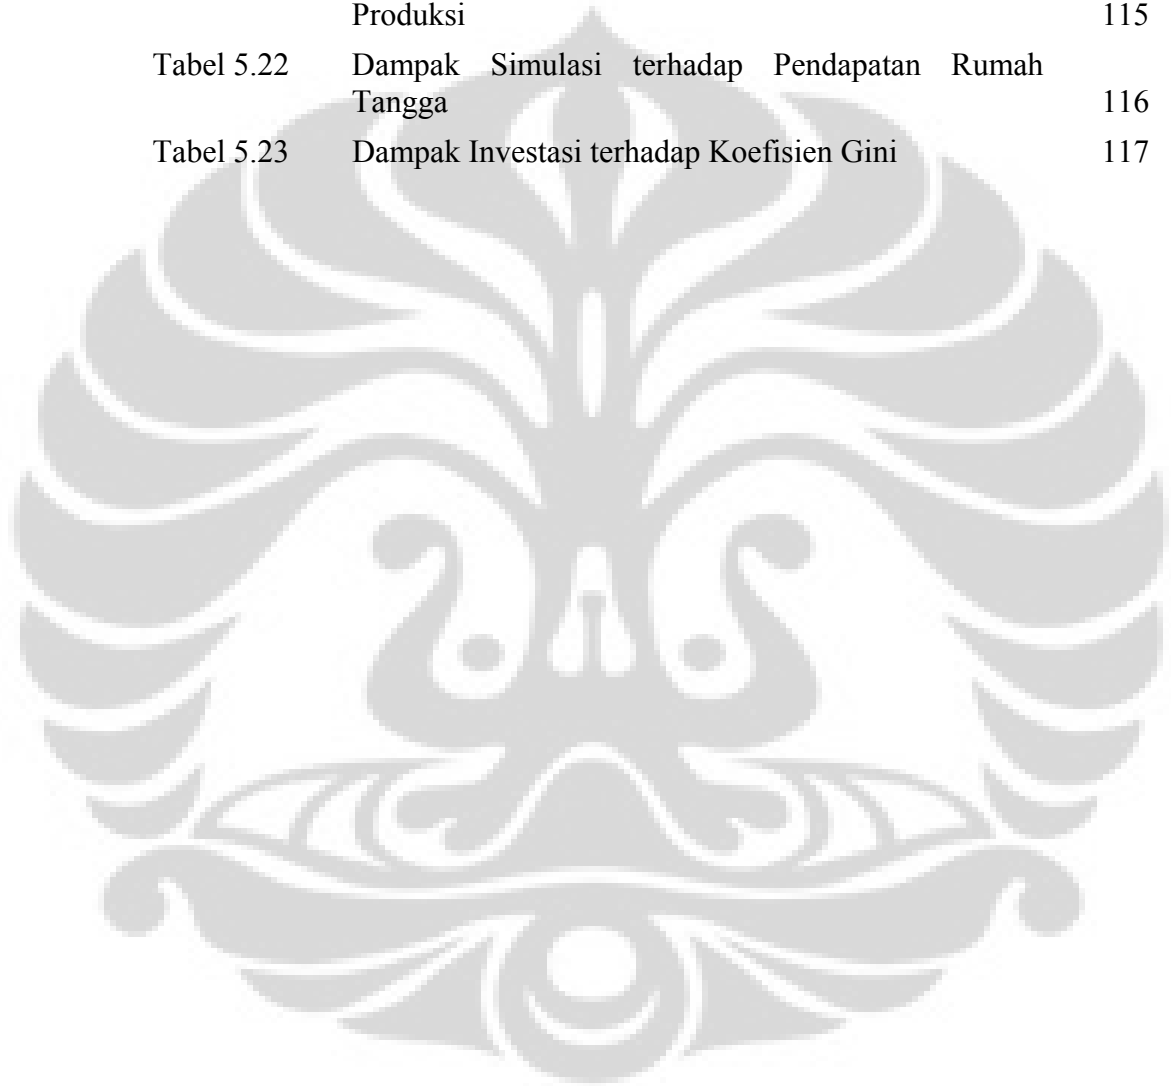 Produksi 115
Tabel 5.22 Dampak Simulasi terhadap Pendapatan Rumah
Tangga 116
Tabel 5.23 Dampak Investasi terhadap Koefisien Gini 117